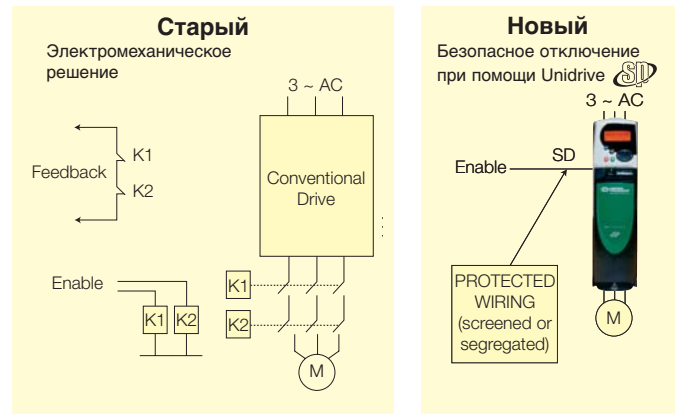 Старый
Электромеханическое
решение
3 ~ AC
K1
Feedback
K2
Conventional
Drive
Enable
K1
K2
K1
K2
M
Новый
Безопасное отключение
при помощи Unidrive SP
3 ~ AC
SD
Enable
PROTECTED
WIRING
(screened or
segregated)
M